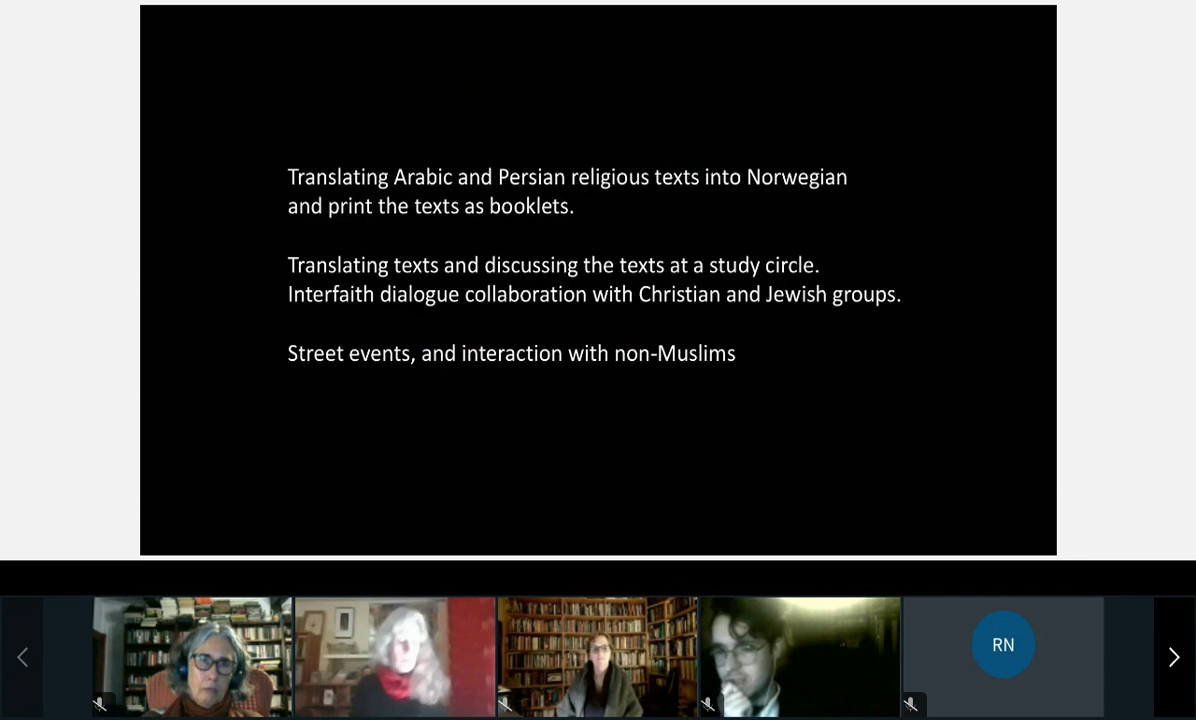 Translating Arabic and Persian religious texts into Norwegian
and print the texts as booklets.
Translating texts and discussing the texts at a study circle.
Interfaith dialogue collaboration with Christian and Jewish groups.
Street events, and interaction with non-Muslims
RN